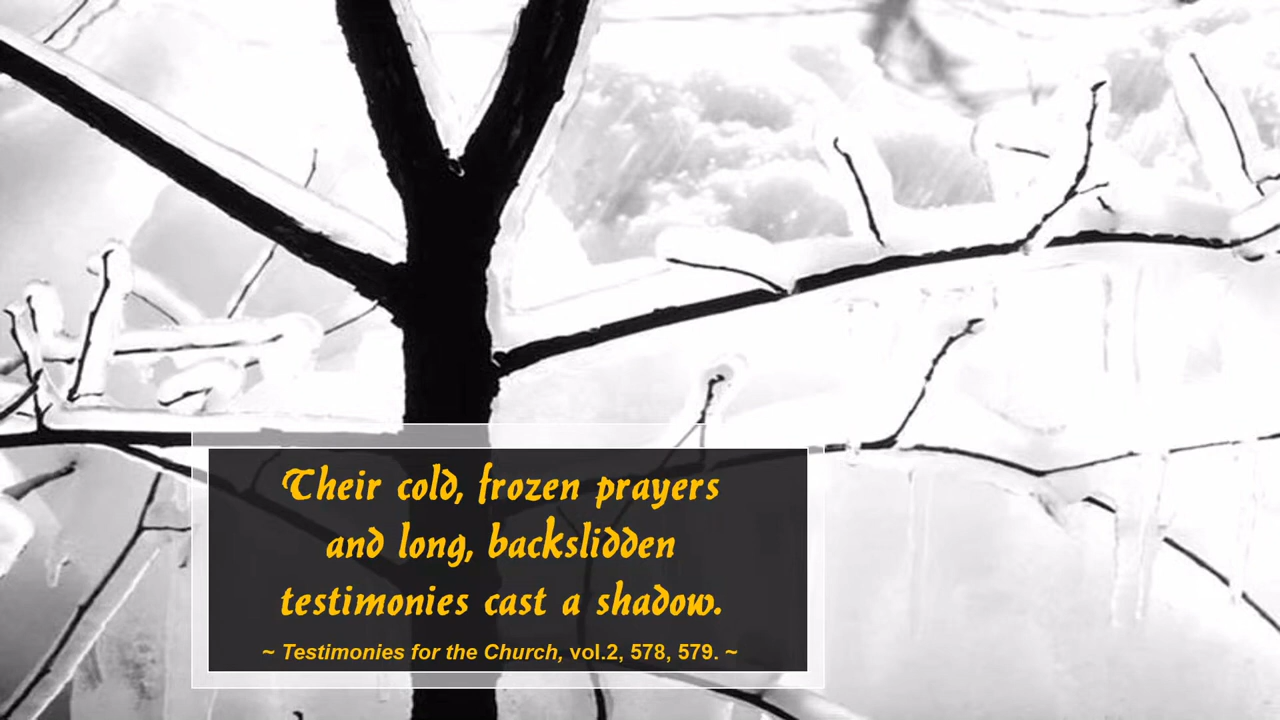 Their cold, frozen prayers
and long, backslidden
testimonies cast a shadow.
~ Testimonies for the Church, vol.2, 578, 579. ~